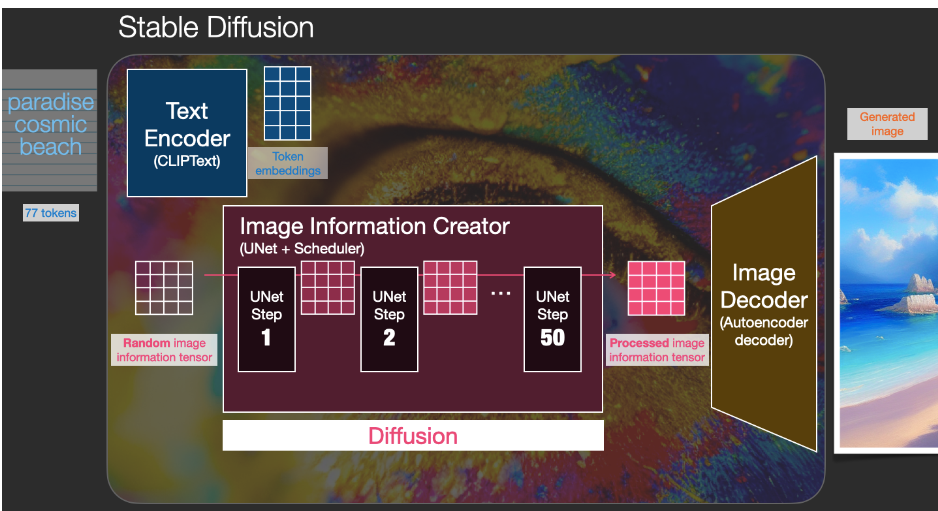 Stable Diffusion
paradise
cosmic
beach
77 tokens
Text
Encoder
(CLIPText)
Token
embeddings
Image Information Creator
(UNet + Scheduler)
UNet
Step
1
UNet
Step
2
...
UNet
Step
50
Random image
information tensor
Processed image
information tensor
Diffusion
Image
Decoder
(Autoencoder
decoder)
Generated
image